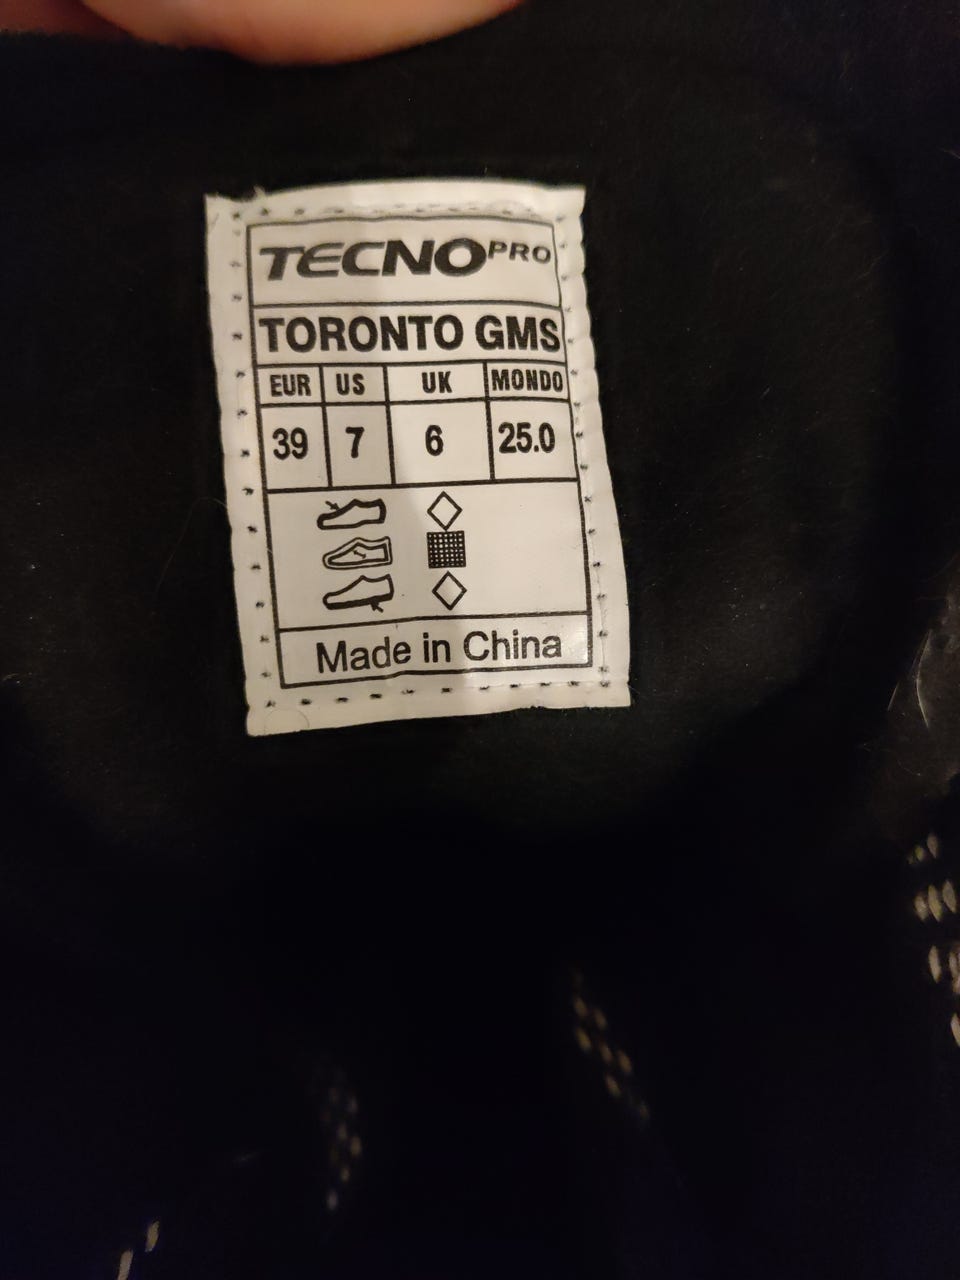 TECNOPRO
TORONTO GMS
EUR US UK MONDO
39 7 6 25.0
Made in China